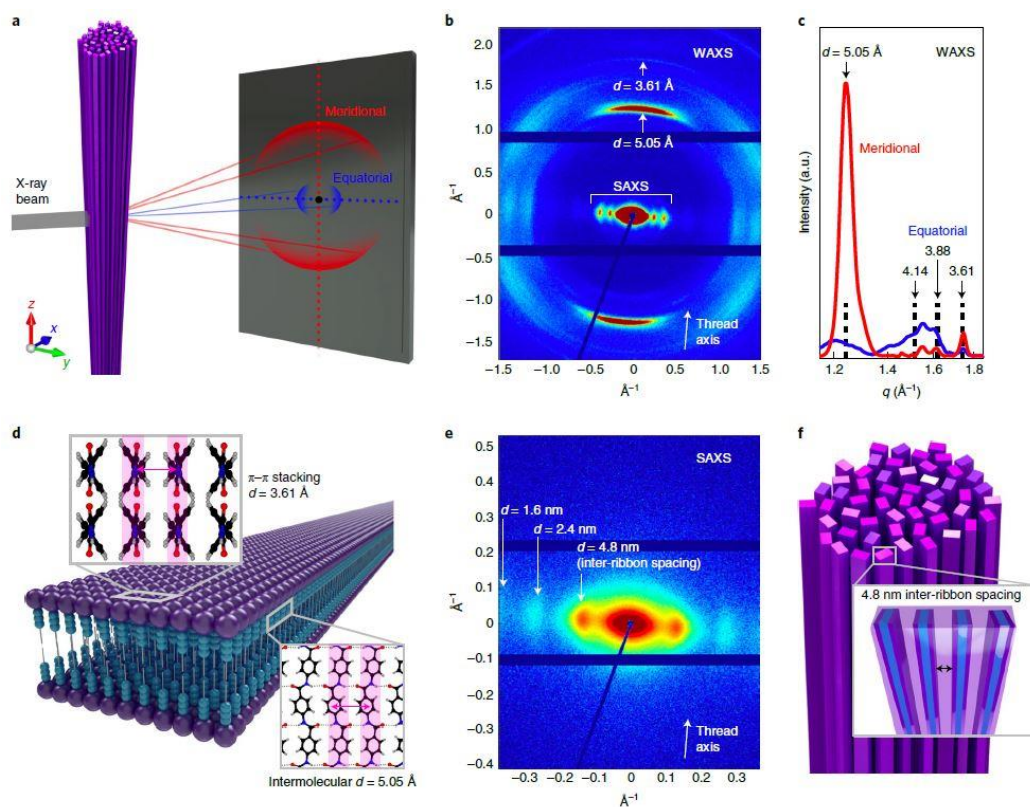 a
X-ray
beam
Meridional
Equatorial
z
x
y
b
WAXS
d = 3.61 Å
d = 5.05 Å
SAXS
Thread
axis
2.0
1.5
1.0
0.5
0
−0.5
−1.0
−1.5
Å−1
−1.5 −1.0 −0.5 0 0.5 1.0 1.5
Å−1
c
d = 5.05 Å
WAXS
Meridional
Equatorial
3.88
4.14
3.61
Intensity (a.u.)
1.2 1.4 1.6 1.8
q (Å−1)
d
π–π stacking
d = 3.61 Å
Intermolecular d = 5.05 Å
e
SAXS
d = 1.6 nm
d = 2.4 nm
d = 4.8 nm
(inter-ribbon spacing)
Thread
axis
0.5
0.4
0.3
0.2
0.1
0
−0.1
−0.2
−0.3
−0.4
Å−1
−0.3 −0.2 −0.1 0 0.1 0.2 0.3
Å−1
f
4.8 nm inter-ribbon spacing